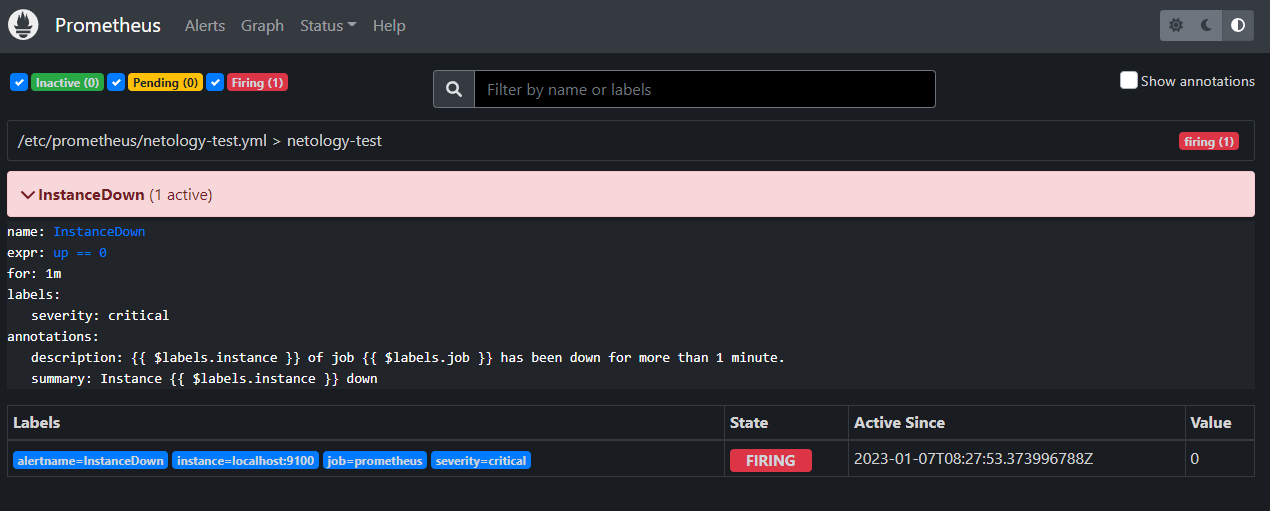 Prometheus Alerts Graph Status Help
Inactive (0) Pending (0) Firing (1) Filter by name or labels Show annotations
/etc/prometheus/netology-test.yml > netology-test firing (1)
InstanceDown (1 active)
name: InstanceDown
expr: up == 0
for: 1m
labels:
severity: critical
annotations:
description: {{ $labels.instance }} of job {{ $labels.job }} has been down for more than 1 minute.
summary: Instance {{ $labels.instance }} down
Labels State Active Since Value
alertname=InstanceDown instance=localhost:9100 job=prometheus severity=critical FIRING 2023-01-07T08:27:53.373996788Z 0